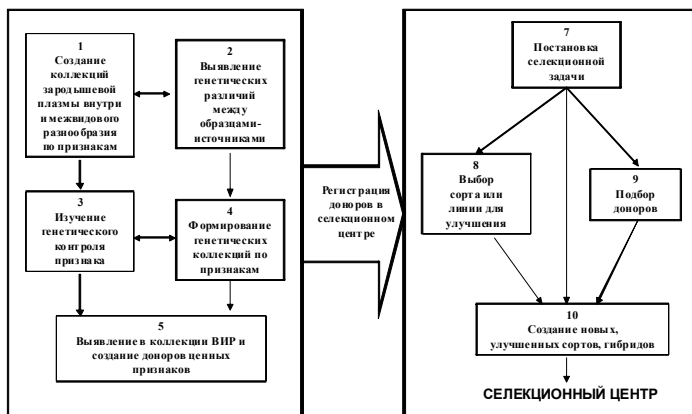 1
Создание
коллекций
зародышевой
плазмы внутри
и межвидового
разнообразия
по признакам
2
Выявление
генетических
различий
между
образцами-
источниками
3
Изучение
генетического
контроля
признака
4
Формирование
генетических
коллекций по
признакам
5
Выявление в коллекции ВИР и
создание доноров ценных
признаков
Регистрация
доноров в
селекционном
центре
7
Постановка
селекционной
задачи
8
Выбор
сорта или
линии для
улучшения
9
Подбор
доноров
10
Создание новых,
улучшенных сортов, гибридов
СЕЛЕКЦИОННЫЙ ЦЕНТР